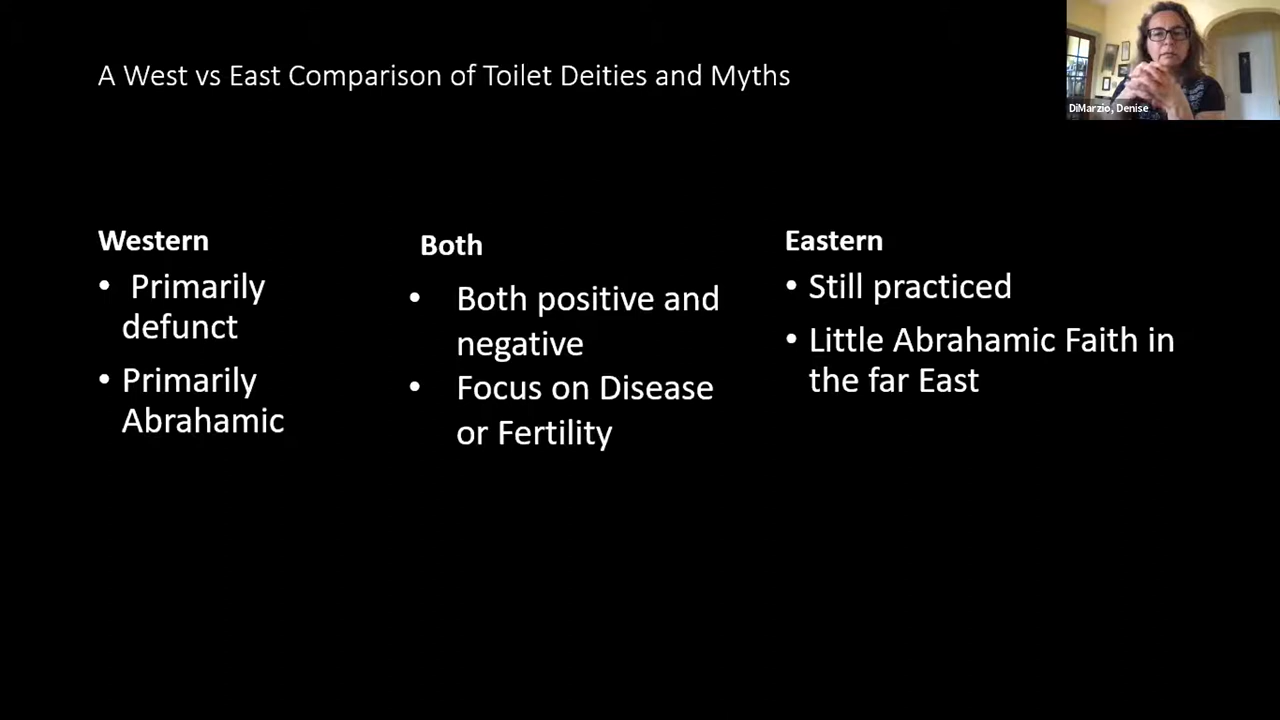 A West vs East Comparison of Toilet Deities and Myths
DiMarzio, Denise
Western
• Primarily
defunct
• Primarily
Abrahamic
Both
• Both positive and
negative
• Focus on Disease
or Fertility
Eastern
• Still practiced
• Little Abrahamic Faith in
the far East